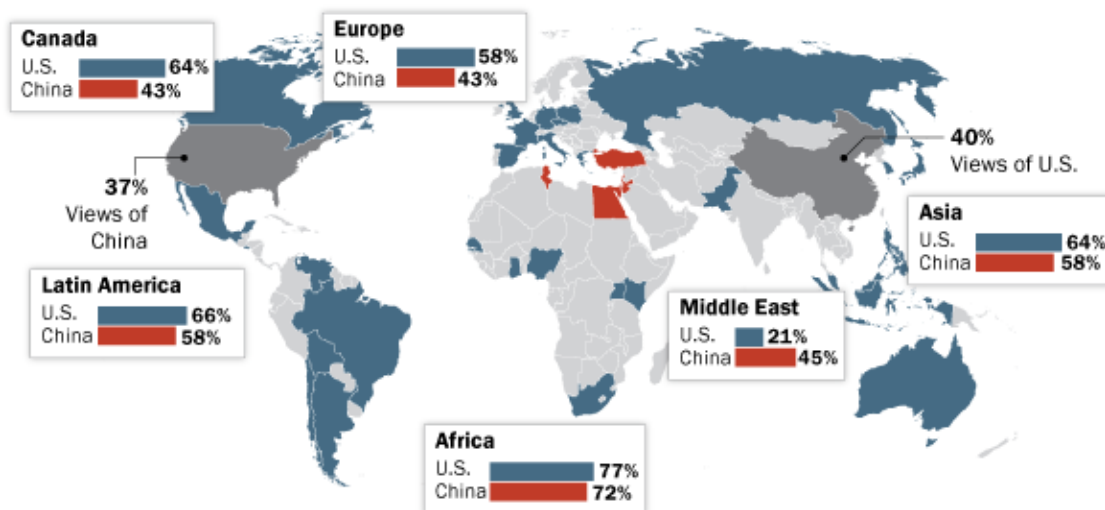 Canada
U.S. 64%
China 43%
Europe
U.S. 58%
China 43%
37%
Views of
China
40%
Views of U.S.
Asia
U.S. 64%
China 58%
Latin America
U.S. 66%
China 58%
Middle East
U.S. 21%
China 45%
Africa
U.S. 77%
China 72%